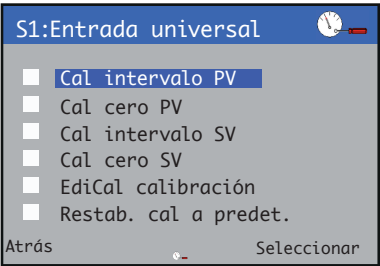 S1:Entrada universal
Cal intervalo PV
Cal cero PV
Cal intervalo SV
Cal cero SV
EdiCal calibración
Restab. cal a predet.
Atrás Seleccionar